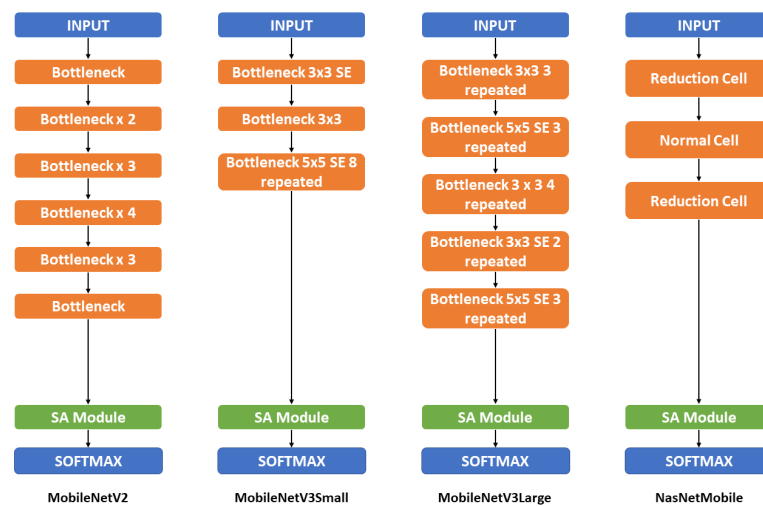 INPUT
Bottleneck
Bottleneck x 2
Bottleneck x 3
Bottleneck x 4
Bottleneck x 3
Bottleneck
SA Module
SOFTMAX
MobileNetV2
INPUT
Bottleneck 3x3 SE
Bottleneck 3x3
Bottleneck 5x5 SE 8
repeated
SA Module
SOFTMAX
MobileNetV3Small
INPUT
Bottleneck 3x3 3
repeated
Bottleneck 5x5 SE 3
repeated
Bottleneck 3 x 3 4
repeated
Bottleneck 3x3 SE 2
repeated
Bottleneck 5x5 SE 3
repeated
SA Module
SOFTMAX
MobileNetV3Large
INPUT
Reduction Cell
Normal Cell
Reduction Cell
SA Module
SOFTMAX
NasNetMobile